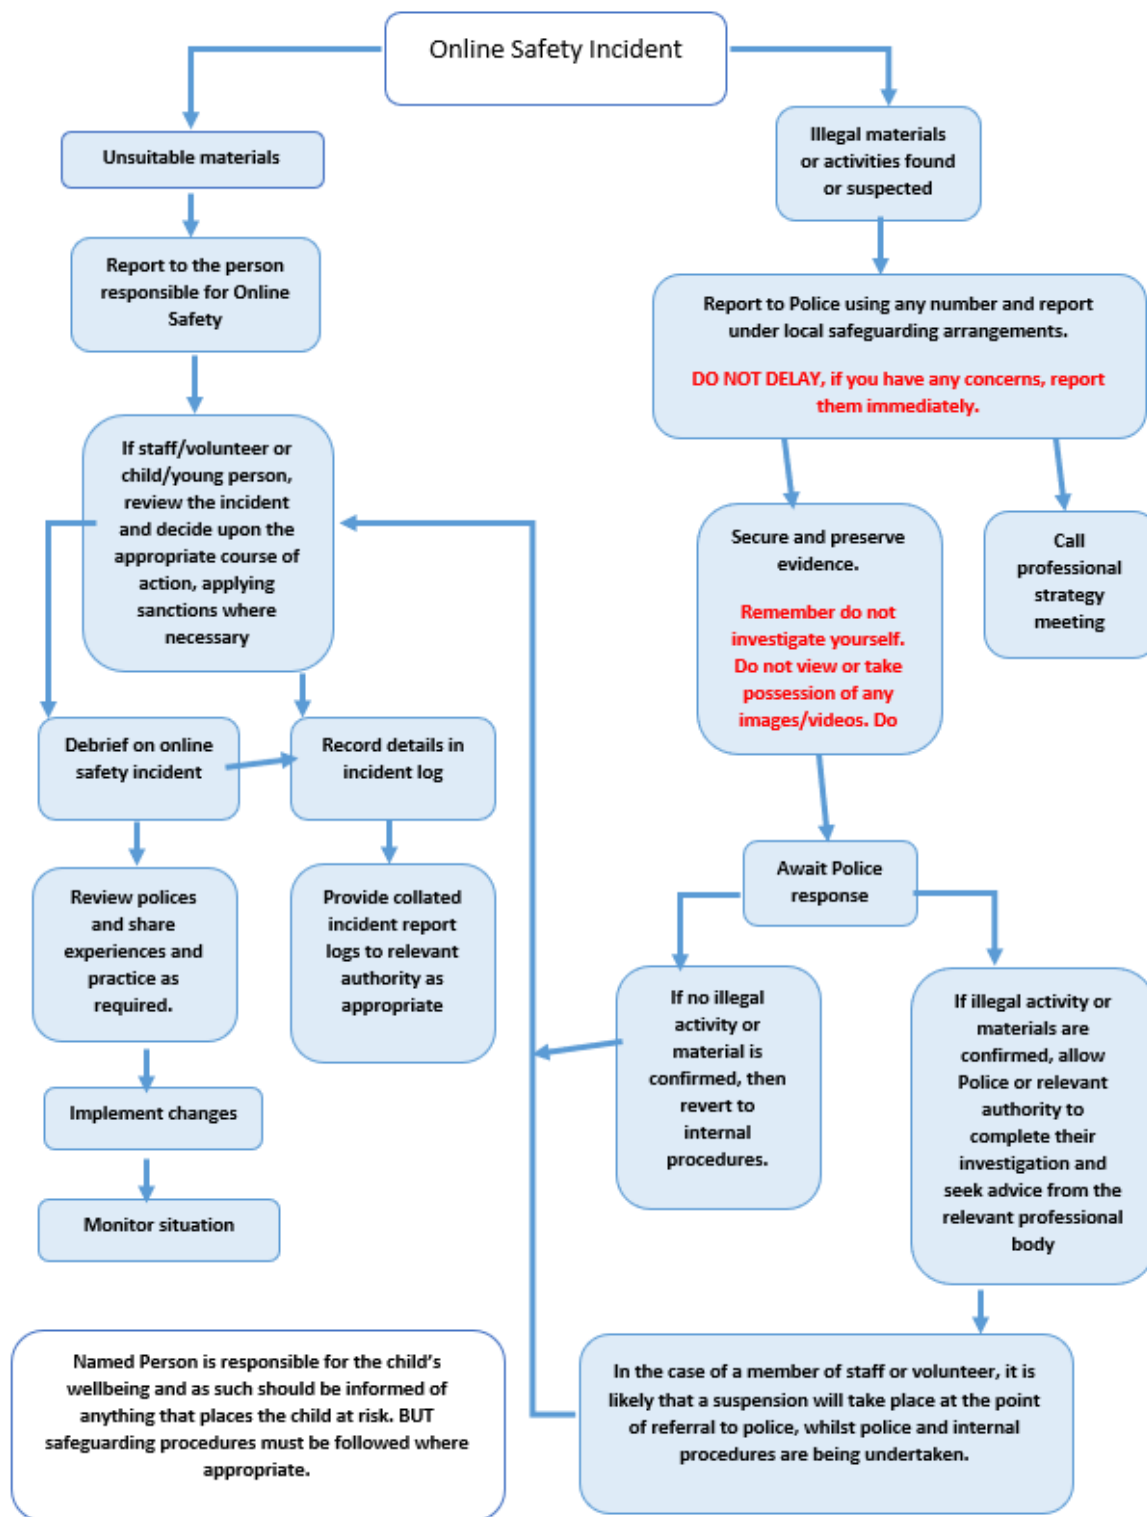 Online Safety Incident
Unsuitable materials
Report to the person
responsible for Online
Safety
If staff/volunteer or
child/young person,
review the incident
and decide upon the
appropriate course of
action, applying
sanctions where
necessary
Debrief on online
safety incident
Record details in
incident log
Review polices
and share
experiences and
practice as
required.
Provide collated
incident report
logs to relevant
authority as
appropriate
Implement changes
Monitor situation
Illegal materials
or activities found
or suspected
Report to Police using any number and report
under local safeguarding arrangements.
DO NOT DELAY, if you have any concerns, report
them immediately.
Secure and preserve
evidence.
Remember do not
investigate yourself.
Do not view or take
possession of any
images/videos. Do
Call
professional
strategy
meeting
Await Police
response
If no illegal
activity or
material is
confirmed, then
revert to
internal
procedures.
If illegal activity or
materials are
confirmed, allow
Police or relevant
authority to
complete their
investigation and
seek advice from the
relevant professional
body
In the case of a member of staff or volunteer, it is
likely that a suspension will take place at the point
of referral to police, whilst police and internal
procedures are being undertaken.
Named Person is responsible for the child’s
wellbeing and as such should be informed of
anything that places the child at risk. BUT
safeguarding procedures must be followed where
appropriate.